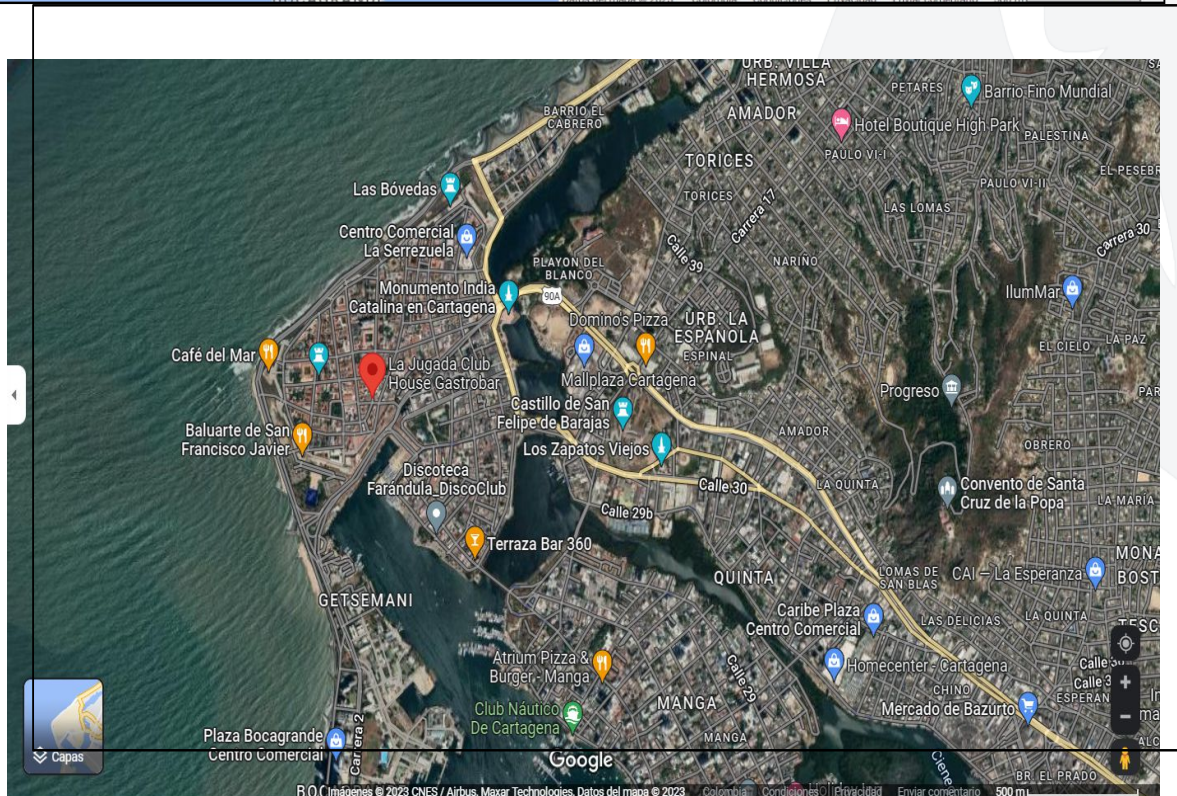 URB. VILLA
HERMOSA
PETARES
Barrio Fino Mundial
BARRIO EL
CABRERO
AMADOR
Hotel Boutique High Park
PALESTINA
PAULO VI-I
TORICES
EL PESEBR
Las Bóvedas
TORICES
PAULO VI-II
Carrera 17
LAS LOMAS
Centro Comercial
La Serrezuela
Calle 39
Carrera 30
NARIÑO
PLAYON DEL
BLANCO
Monumento India
Catalina en Cartagena
90A
IlumMar
Domino's Pizza
URB. LA
ESPAÑOLA
ESPINAL
EL CIELO
LA PAZ
Café del Mar
La Jugada Club
House Gastrobar
Mallplaza Cartagena
Progreso
PAR
Castillo de San
Felipe de Barajas
Baluarte de San
Francisco Javier
AMADOR
OBRERO
Los Zapatos Viejos
Discoteca
Farándula_DiscoClub
Calle 30
LA QUINTA
Convento de Santa
Cruz de la Popa
LA MARÍA
Calle 29b
Terraza Bar 360
MONA
BOST
LOMAS DE
SAN BLAS
CAI – La Esperanza
QUINTA
GETSEMANI
Caribe Plaza
Centro Comercial
LAS DELICIAS
LA QUINTA
TESC
Atrium Pizza &
Burger - Manga
Calle 29
Homecenter - Cartagena
CHINO
ESPERAN
MANGA
Mercado de Bazurto
Club Náutico
De Cartagena
MANGA
Plaza Bocagrande
Centro Comercial
Carrera 2
Capas
Google
Ciene
ALC
BR. EL PRADO
Imágenes © 2023 CNES / Airbus, Maxar Technologies, Datos del mapa © 2023
Colombia
Condiciones
Privacidad
Enviar comentario
500 m